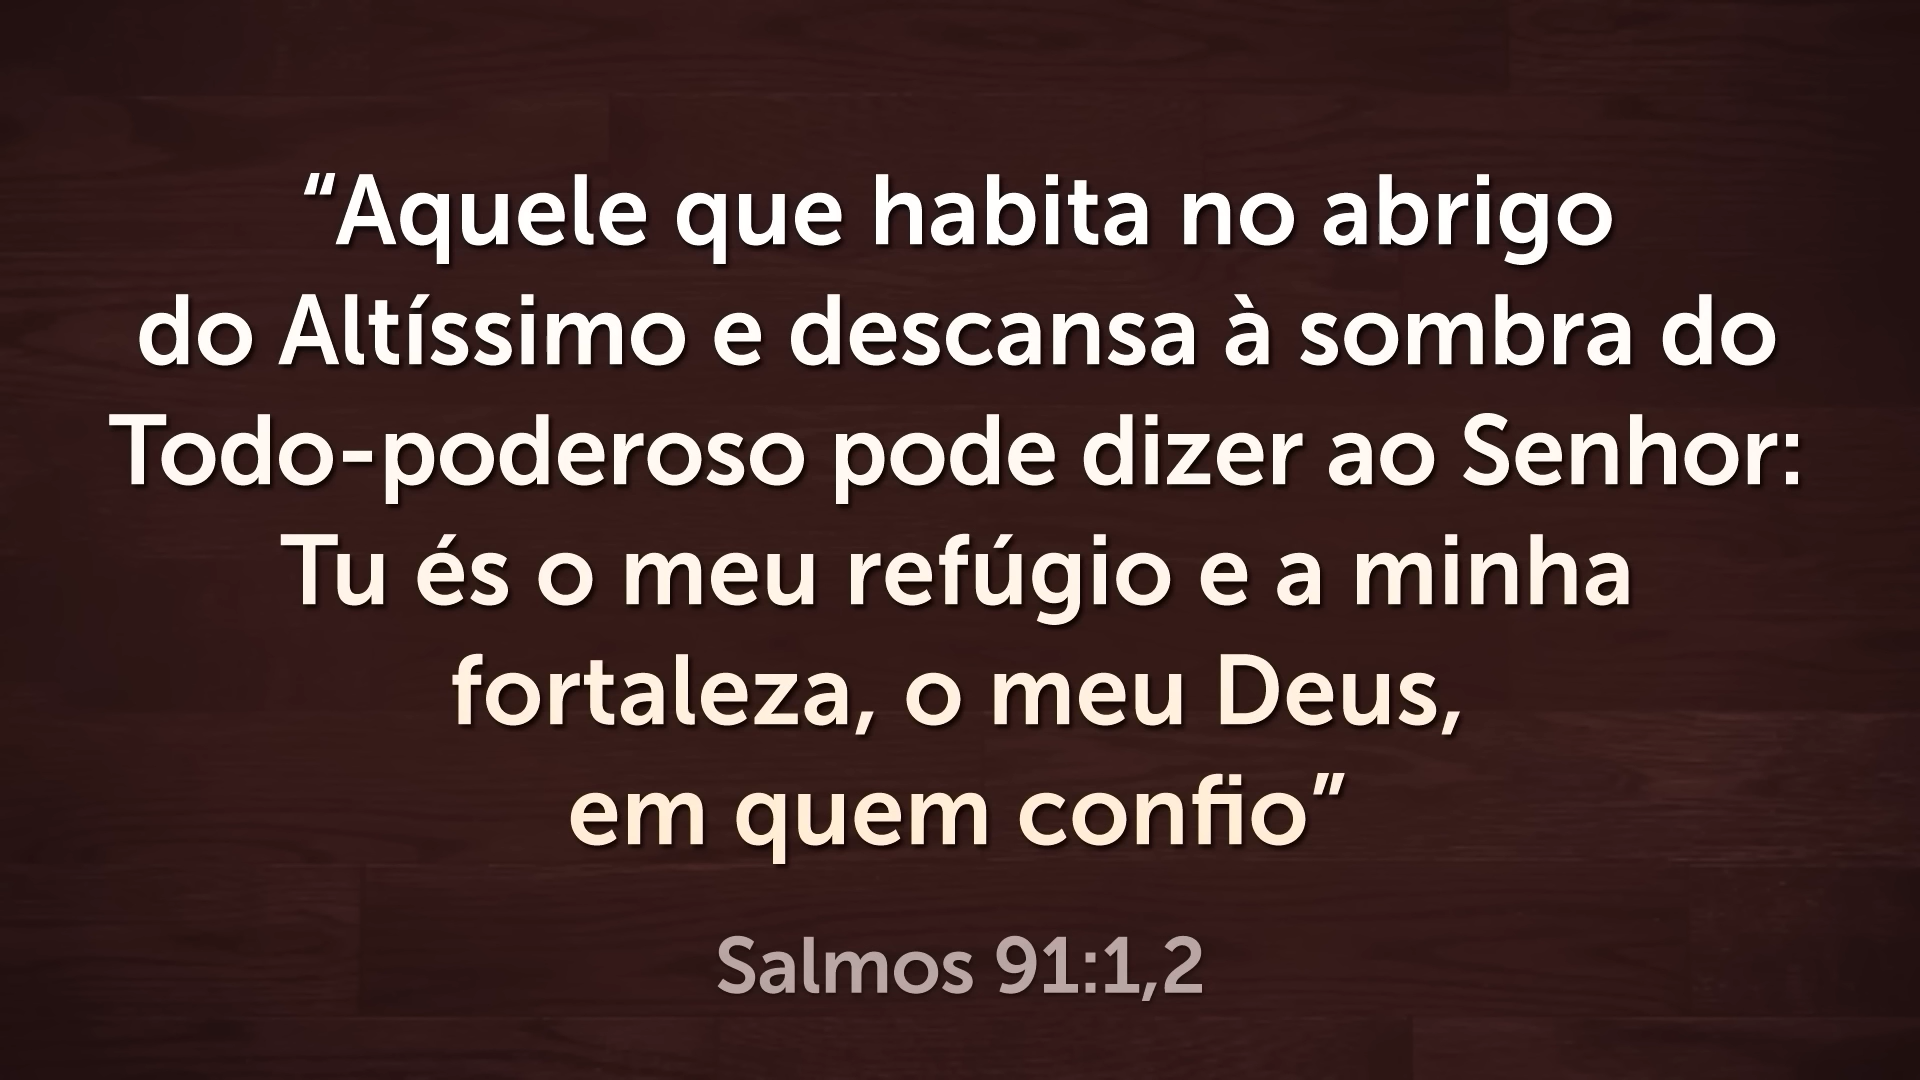 “Aquele que habita no abrigo
do Altíssimo e descansa à sombra do
Todo-poderoso pode dizer ao Senhor:
Tu és o meu refúgio e a minha
fortaleza, o meu Deus,
em quem confio”
Salmos 91:1,2